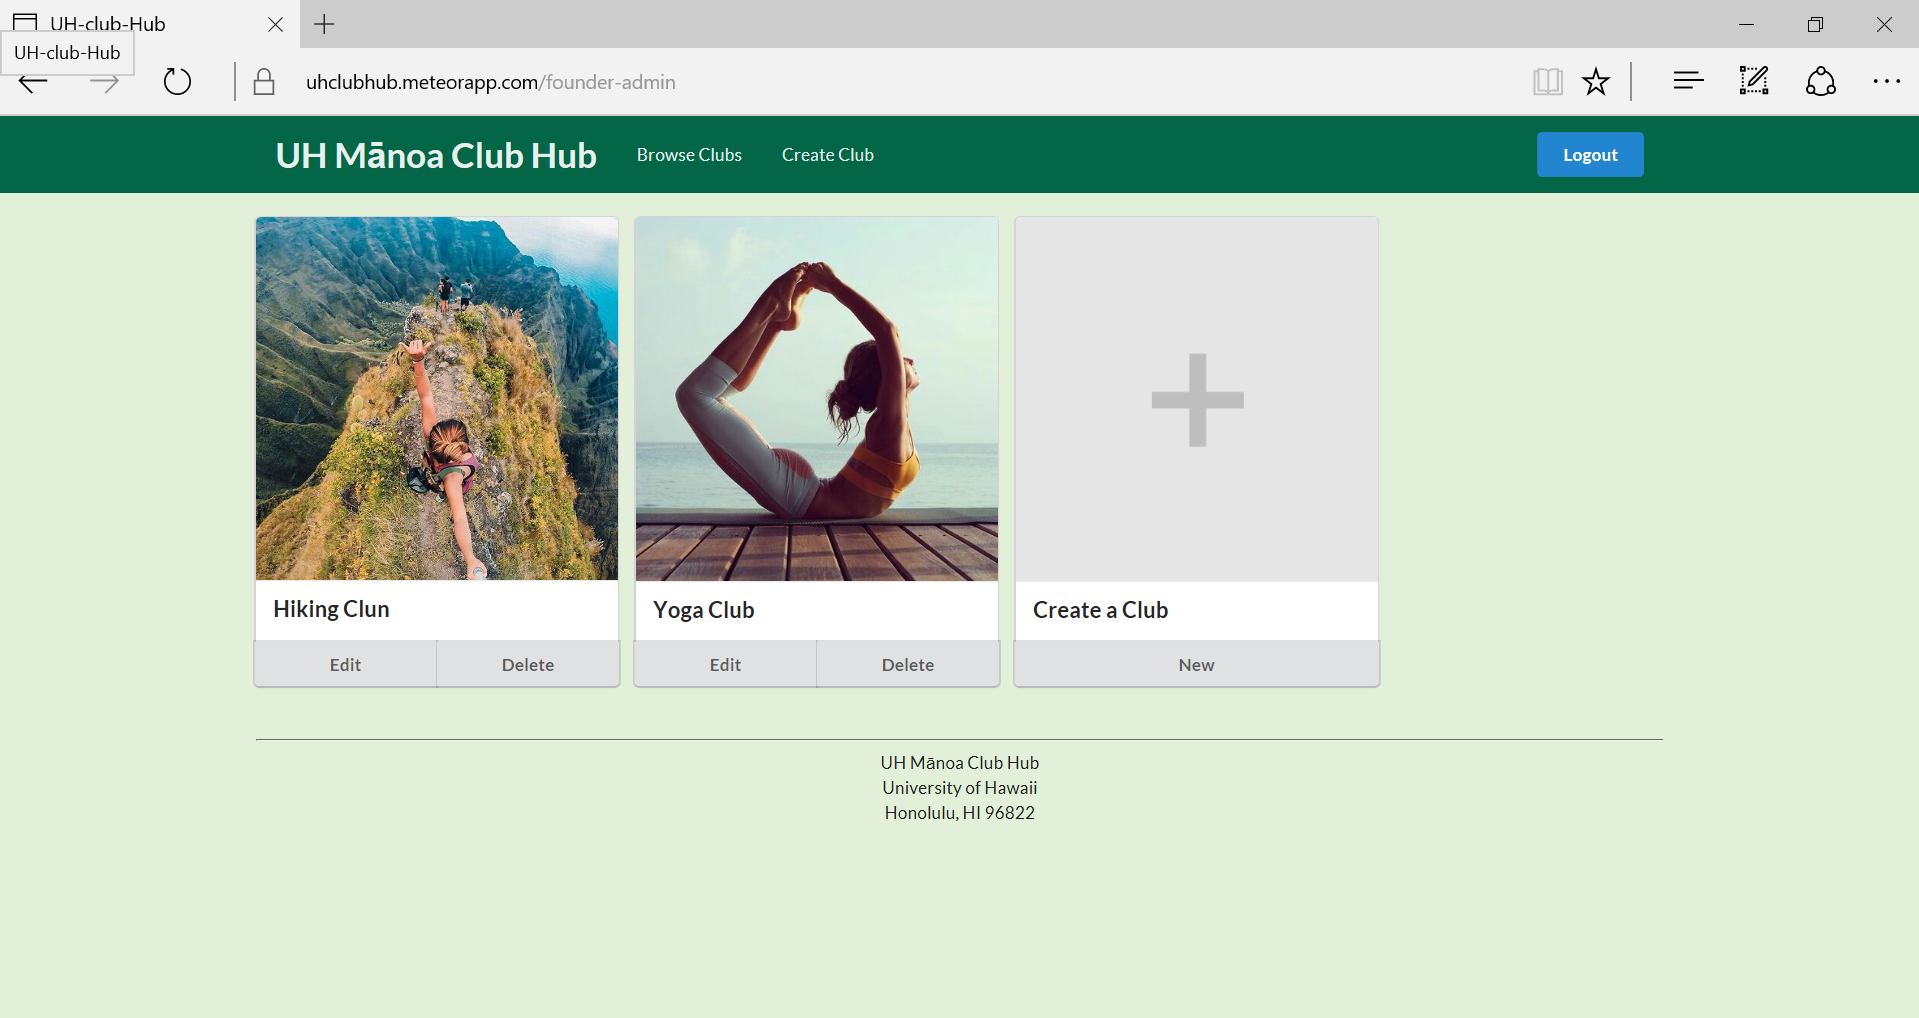 UH-club-Hub
UH-club-Hub
uhclubhub.meteorapp.com/founder-admin
UH Mānoa Club Hub Browse Clubs Create Club Logout
Hiking Clun Yoga Club Create a Club
Edit Delete Edit Delete New
UH Mānoa Club Hub
University of Hawaii
Honolulu, HI 96822